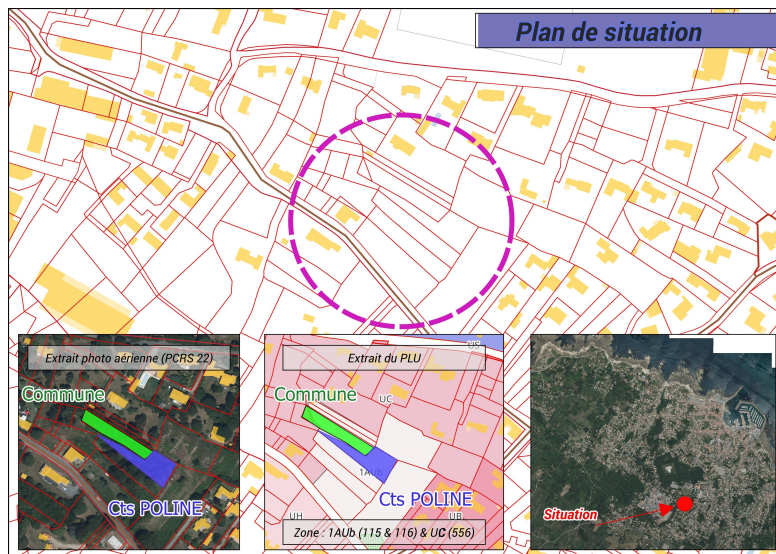 Plan de situation
Extrait photo aérienne (PCRS 22)
Commune
Cts POLINE
Extrait du PLU
US
UC
Commune
1AUb
Cts POLINE
UH
UB
Zone : 1AUb (115 & 116) & UC (556)
Situation